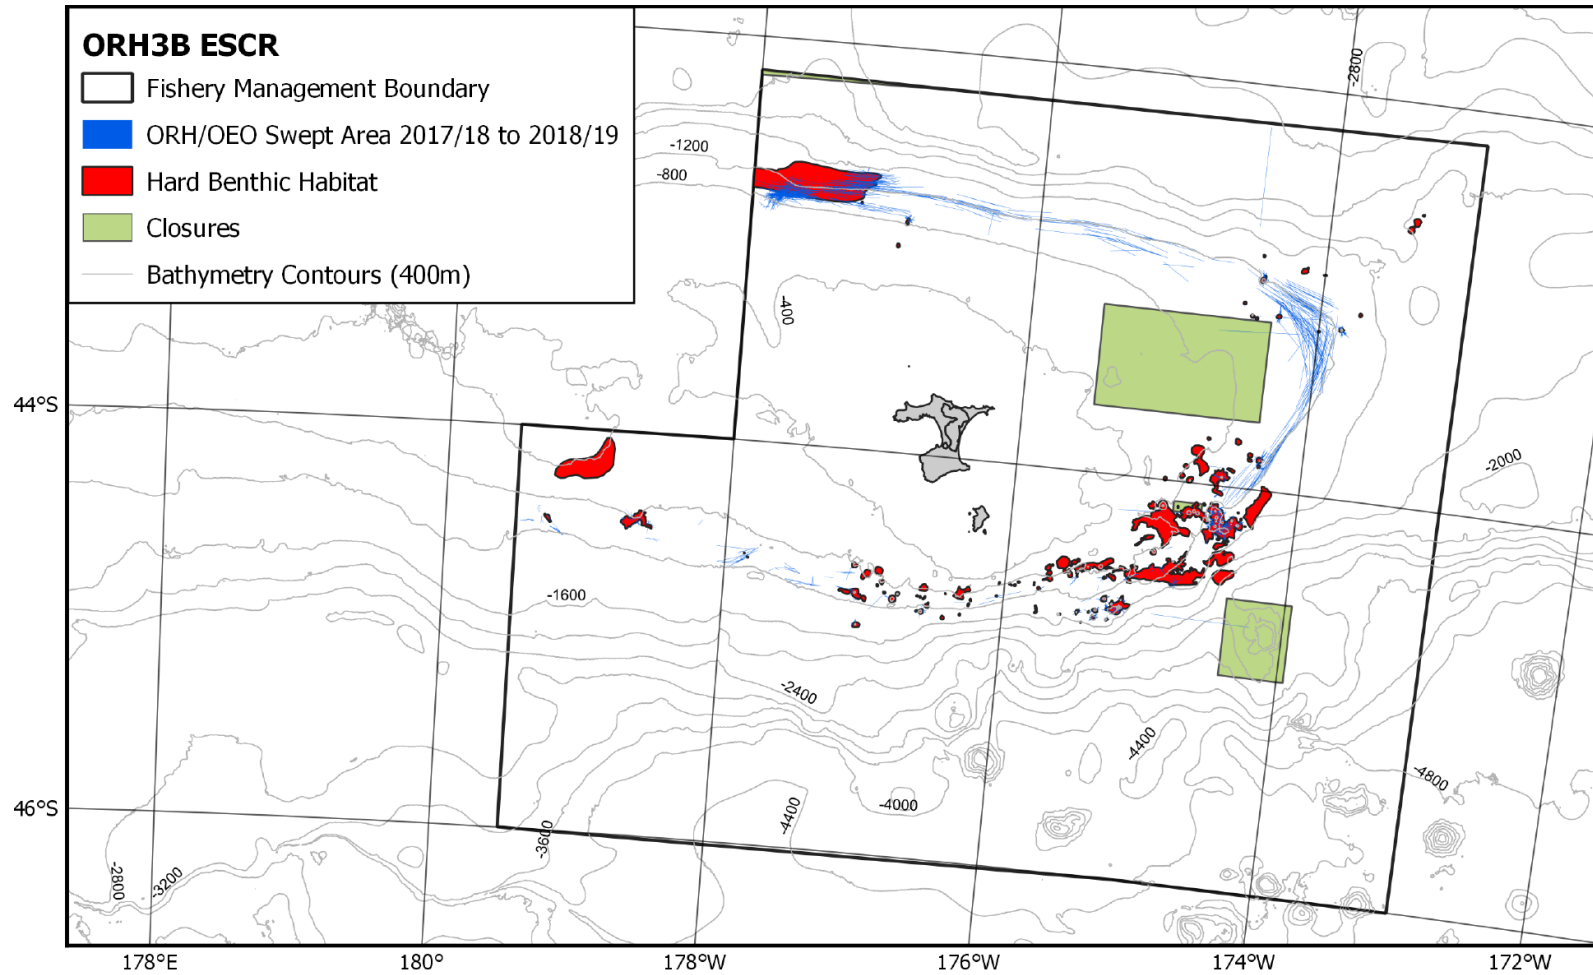 ORH3B ESCR
Fishery Management Boundary
ORH/OEO Swept Area 2017/18 to 2018/19
Hard Benthic Habitat
Closures
Bathymetry Contours (400m)
-2800
-1200
-800
-400
44°S
-2000
-1600
-2400
-4400
-4800
46°S
-4400
-4000
-3600
-2800
-3200
178°E
180°
178°W
176°W
174°W
172°W